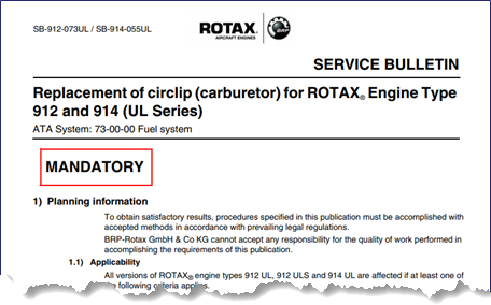 SB-912-073UL / SB-914-055UL
ROTAX
AIRCRAFT ENGINES
BRP
SERVICE BULLETIN
Replacement of circlip (carburetor) for ROTAX® Engine Type
912 and 914 (UL Series)
ATA System: 73-00-00 Fuel system
MANDATORY
1) Planning information
To obtain satisfactory results, procedures specified in this publication must be accomplished with
accepted methods in accordance with prevailing legal regulations.
BRP-Rotax GmbH & Co KG cannot accept any responsibility for the quality of work performed in
accomplishing the requirements of this publication.
1.1) Applicability
All versions of ROTAX® engine types 912 UL, 912 ULS and 914 UL are affected if at least one of
the following criteria applies.